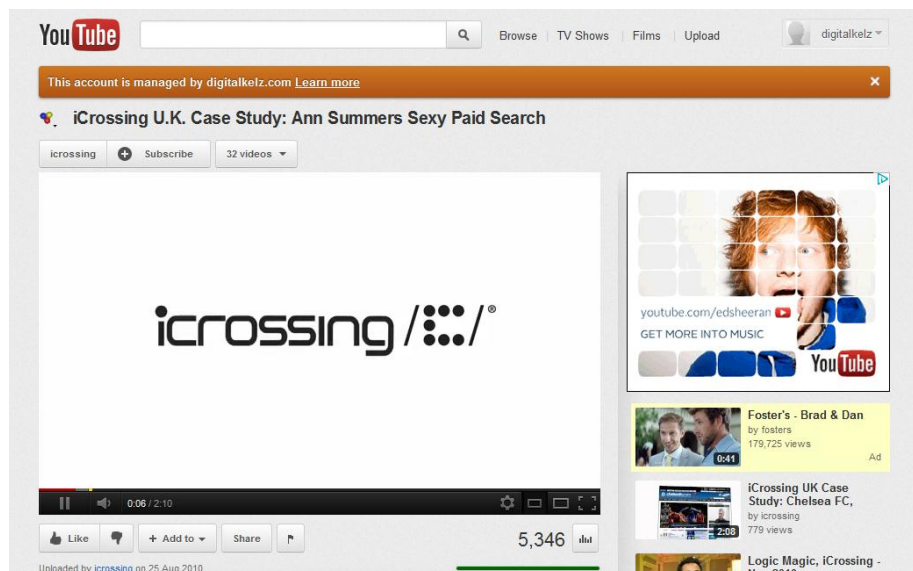 YouTube
Browse | TV Shows | Films | Upload
digitalkelz
This account is managed by digitalkelz.com Learn more
iCrossing U.K. Case Study: Ann Summers Sexy Paid Search
icrossing
Subscribe
32 videos
icrossing /:::/®
youtube.com/edsheeran
GET MORE INTO MUSIC
YouTube
Foster's - Brad & Dan
by fosters
179,725 views
Ad
0:41
iCrossing UK Case
Study: Chelsea FC,
by icrossing
779 views
2:08
0:06 / 2:10
Like
+ Add to
Share
5,346
Uploaded by icrossing on 25 Aug 2010
Logic Magic, iCrossing -